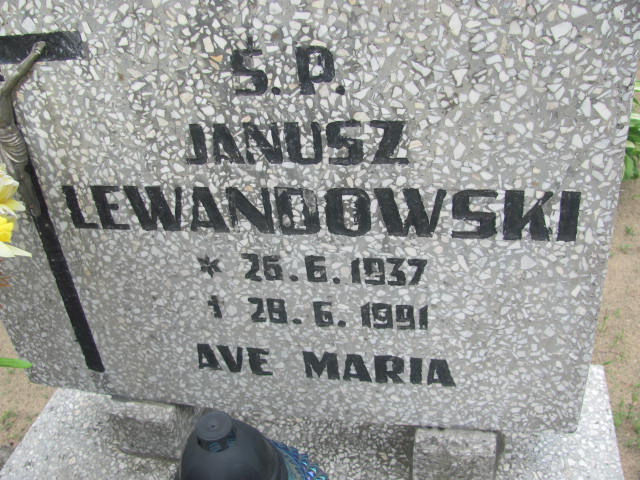 Ś.P.
JANUSZ
LEWANDOWSKI
* 26.6.1937
† 28.6.1991
AVE MARIA